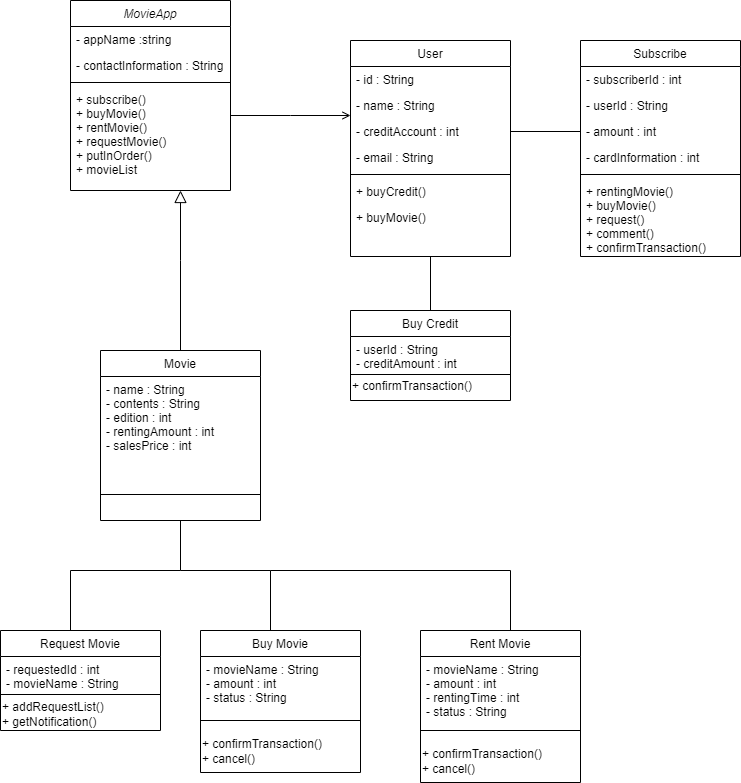 MovieApp
- appName :string
- contactInformation : String
+ subscribe()
+ buyMovie()
+ rentMovie()
+ requestMovie()
+ putInOrder()
+ movieList
User
- id : String
- name : String
- creditAccount : int
- email : String
+ buyCredit()
+ buyMovie()
Subscribe
- subscriberId : int
- userId : String
- amount : int
- cardInformation : int
+ rentingMovie()
+ buyMovie()
+ request()
+ comment()
+ confirmTransaction()
Buy Credit
- userId : String
- creditAmount : int
+ confirmTransaction()
Movie
- name : String
- contents : String
- edition : int
- rentingAmount : int
- salesPrice : int
Request Movie
- requestedId : int
- movieName : String
+ addRequestList()
+ getNotification()
Buy Movie
- movieName : String
- amount : int
- status : String
+ confirmTransaction()
+ cancel()
Rent Movie
- movieName : String
- amount : int
- rentingTime : int
- status : String
+ confirmTransaction()
+ cancel()